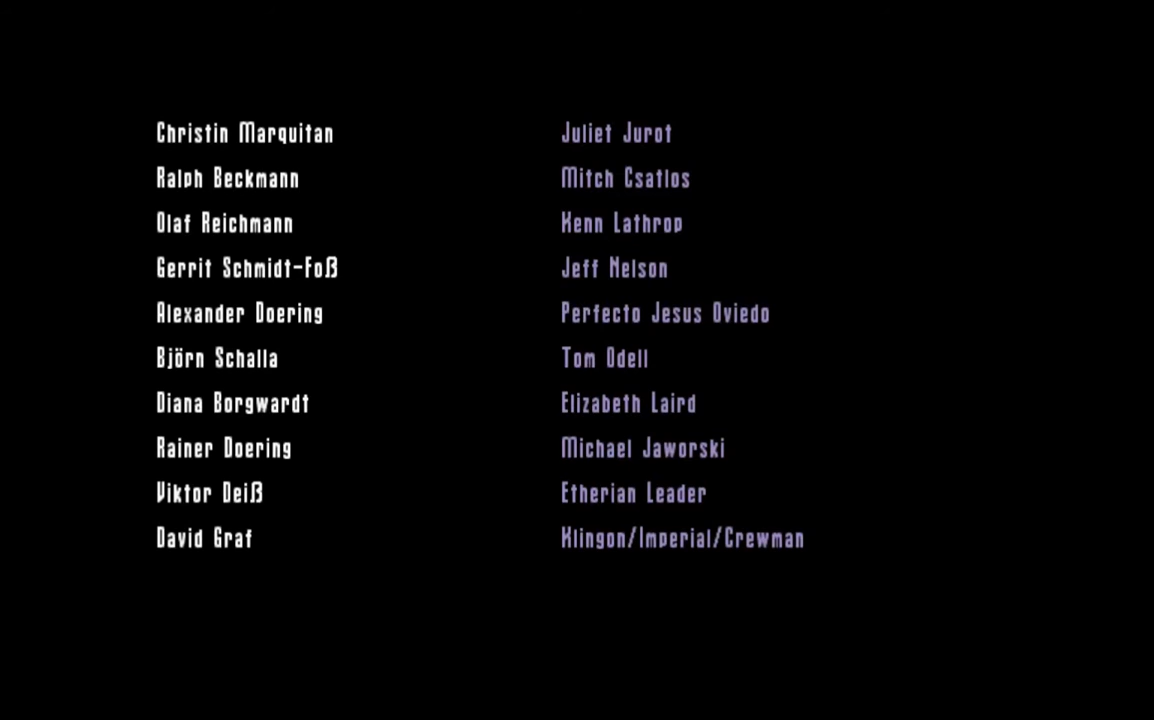 Christin Marquitan Juliet Jurot
Ralph Beckmann Mitch Csatlos
Olaf Reichmann Kenn Lathrop
Gerrit Schmidt-Foß Jeff Nelson
Alexander Doering Perfecto Jesus Oviedo
Björn Schalla Tom Odell
Diana Borgwardt Elizabeth Laird
Rainer Doering Michael Jaworski
Viktor Deiß Etherian Leader
David Graf Klingon/Imperial/Crewman